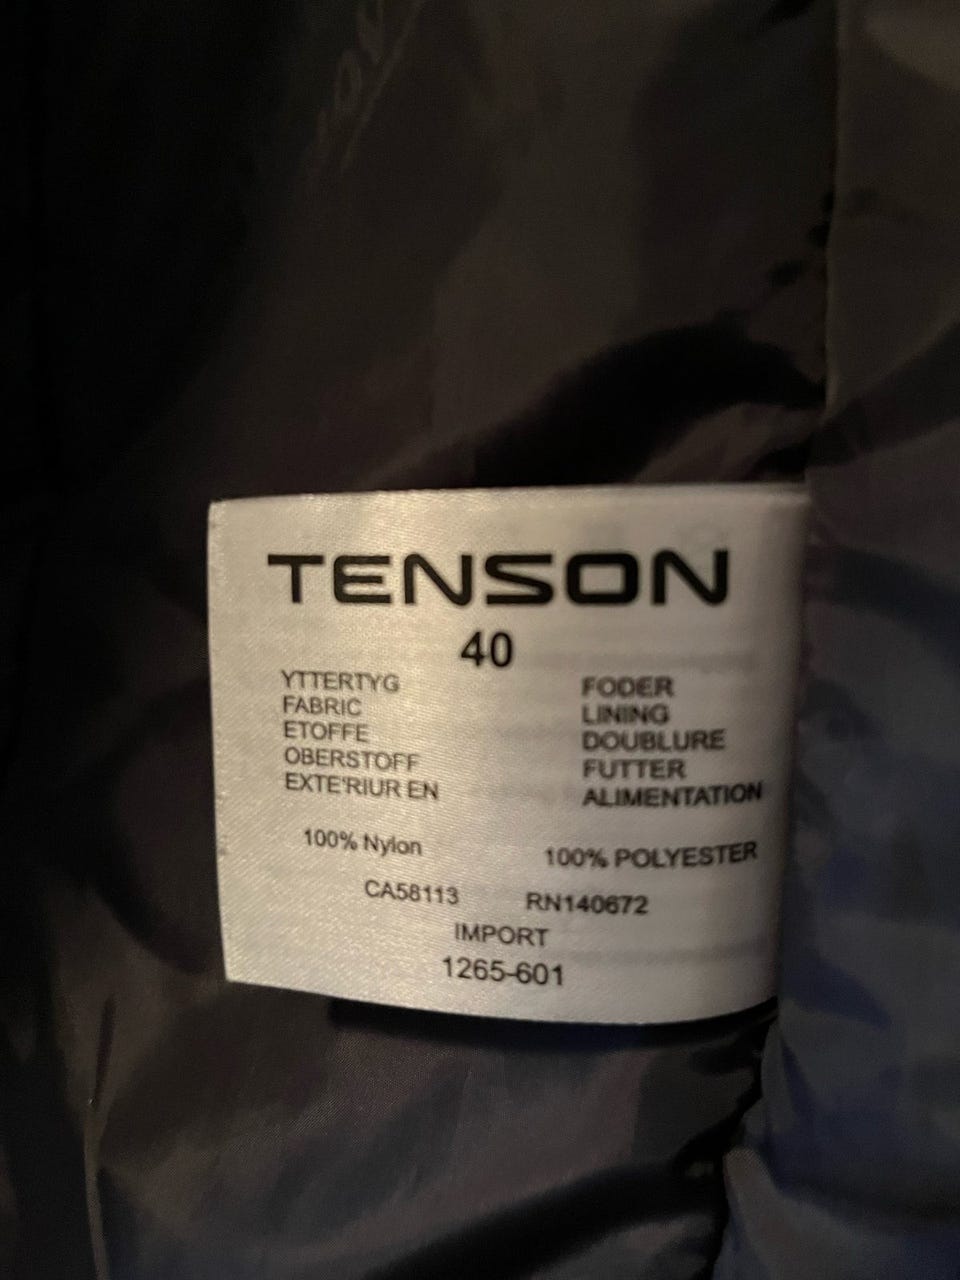 TENSON
40
YTTERTYG
FABRIC
ETOFFE
OBERSTOFF
EXTE'RIUR EN
100% Nylon
FODER
LINING
DOUBLURE
FUTTER
ALIMENTATION
100% POLYESTER
CA58113 RN140672
IMPORT
1265-601